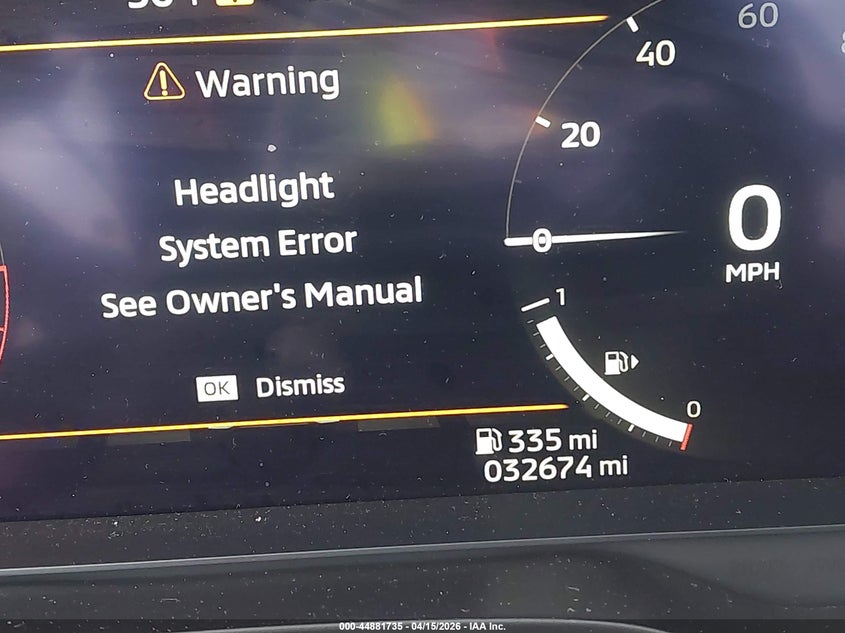 Warning
Headlight
System Error
See Owner's Manual
OK Dismiss
60
40
20
0
0
MPH
1
0
335 mi
032674 mi
000-44881735 - 04/15/2026 - IAA Inc.